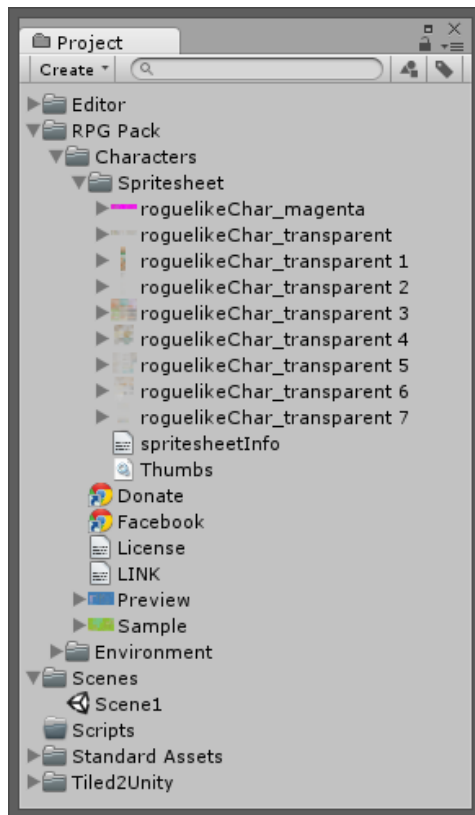 Project
Create
Editor
RPG Pack
Characters
Spritesheet
roguelikeChar_magenta
roguelikeChar_transparent
roguelikeChar_transparent 1
roguelikeChar_transparent 2
roguelikeChar_transparent 3
roguelikeChar_transparent 4
roguelikeChar_transparent 5
roguelikeChar_transparent 6
roguelikeChar_transparent 7
spritesheetInfo
Thumbs
Donate
Facebook
License
LINK
Preview
Sample
Environment
Scenes
Scene1
Scripts
Standard Assets
Tiled2Unity